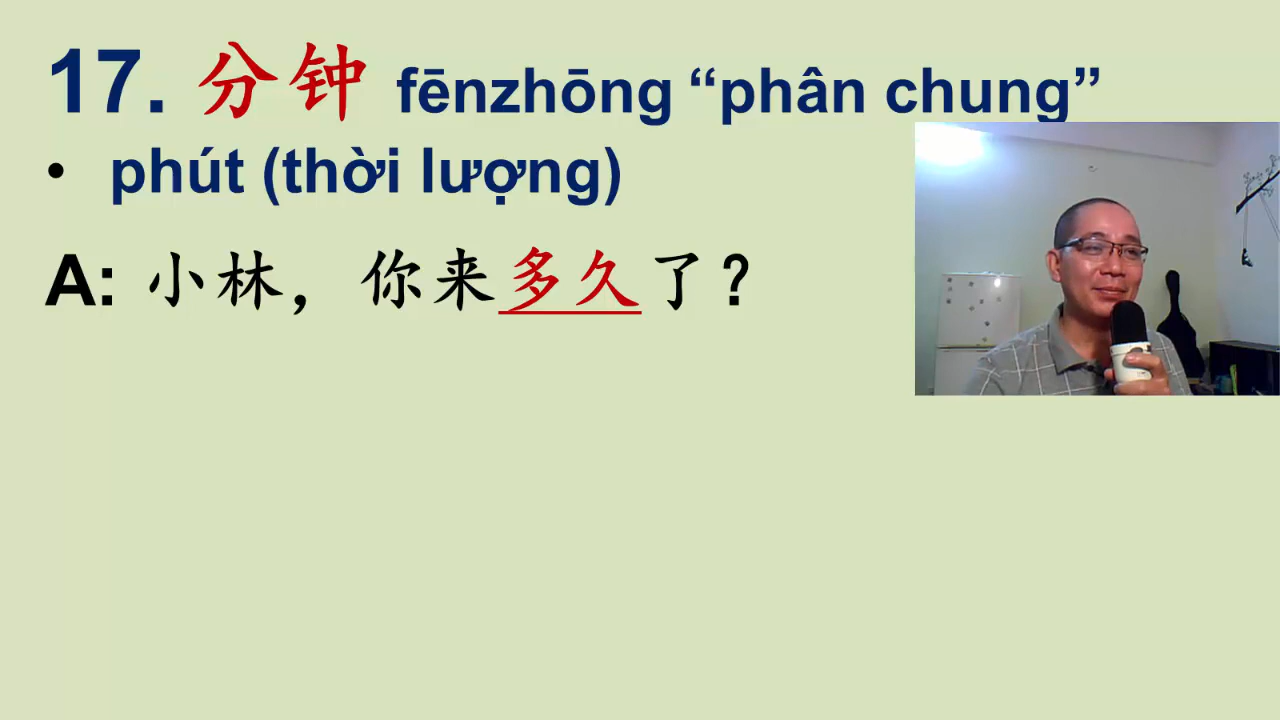 17. 分钟 fēnzhōng “phân chung”
• phút (thời lượng)
A: 小林，你来多久了？